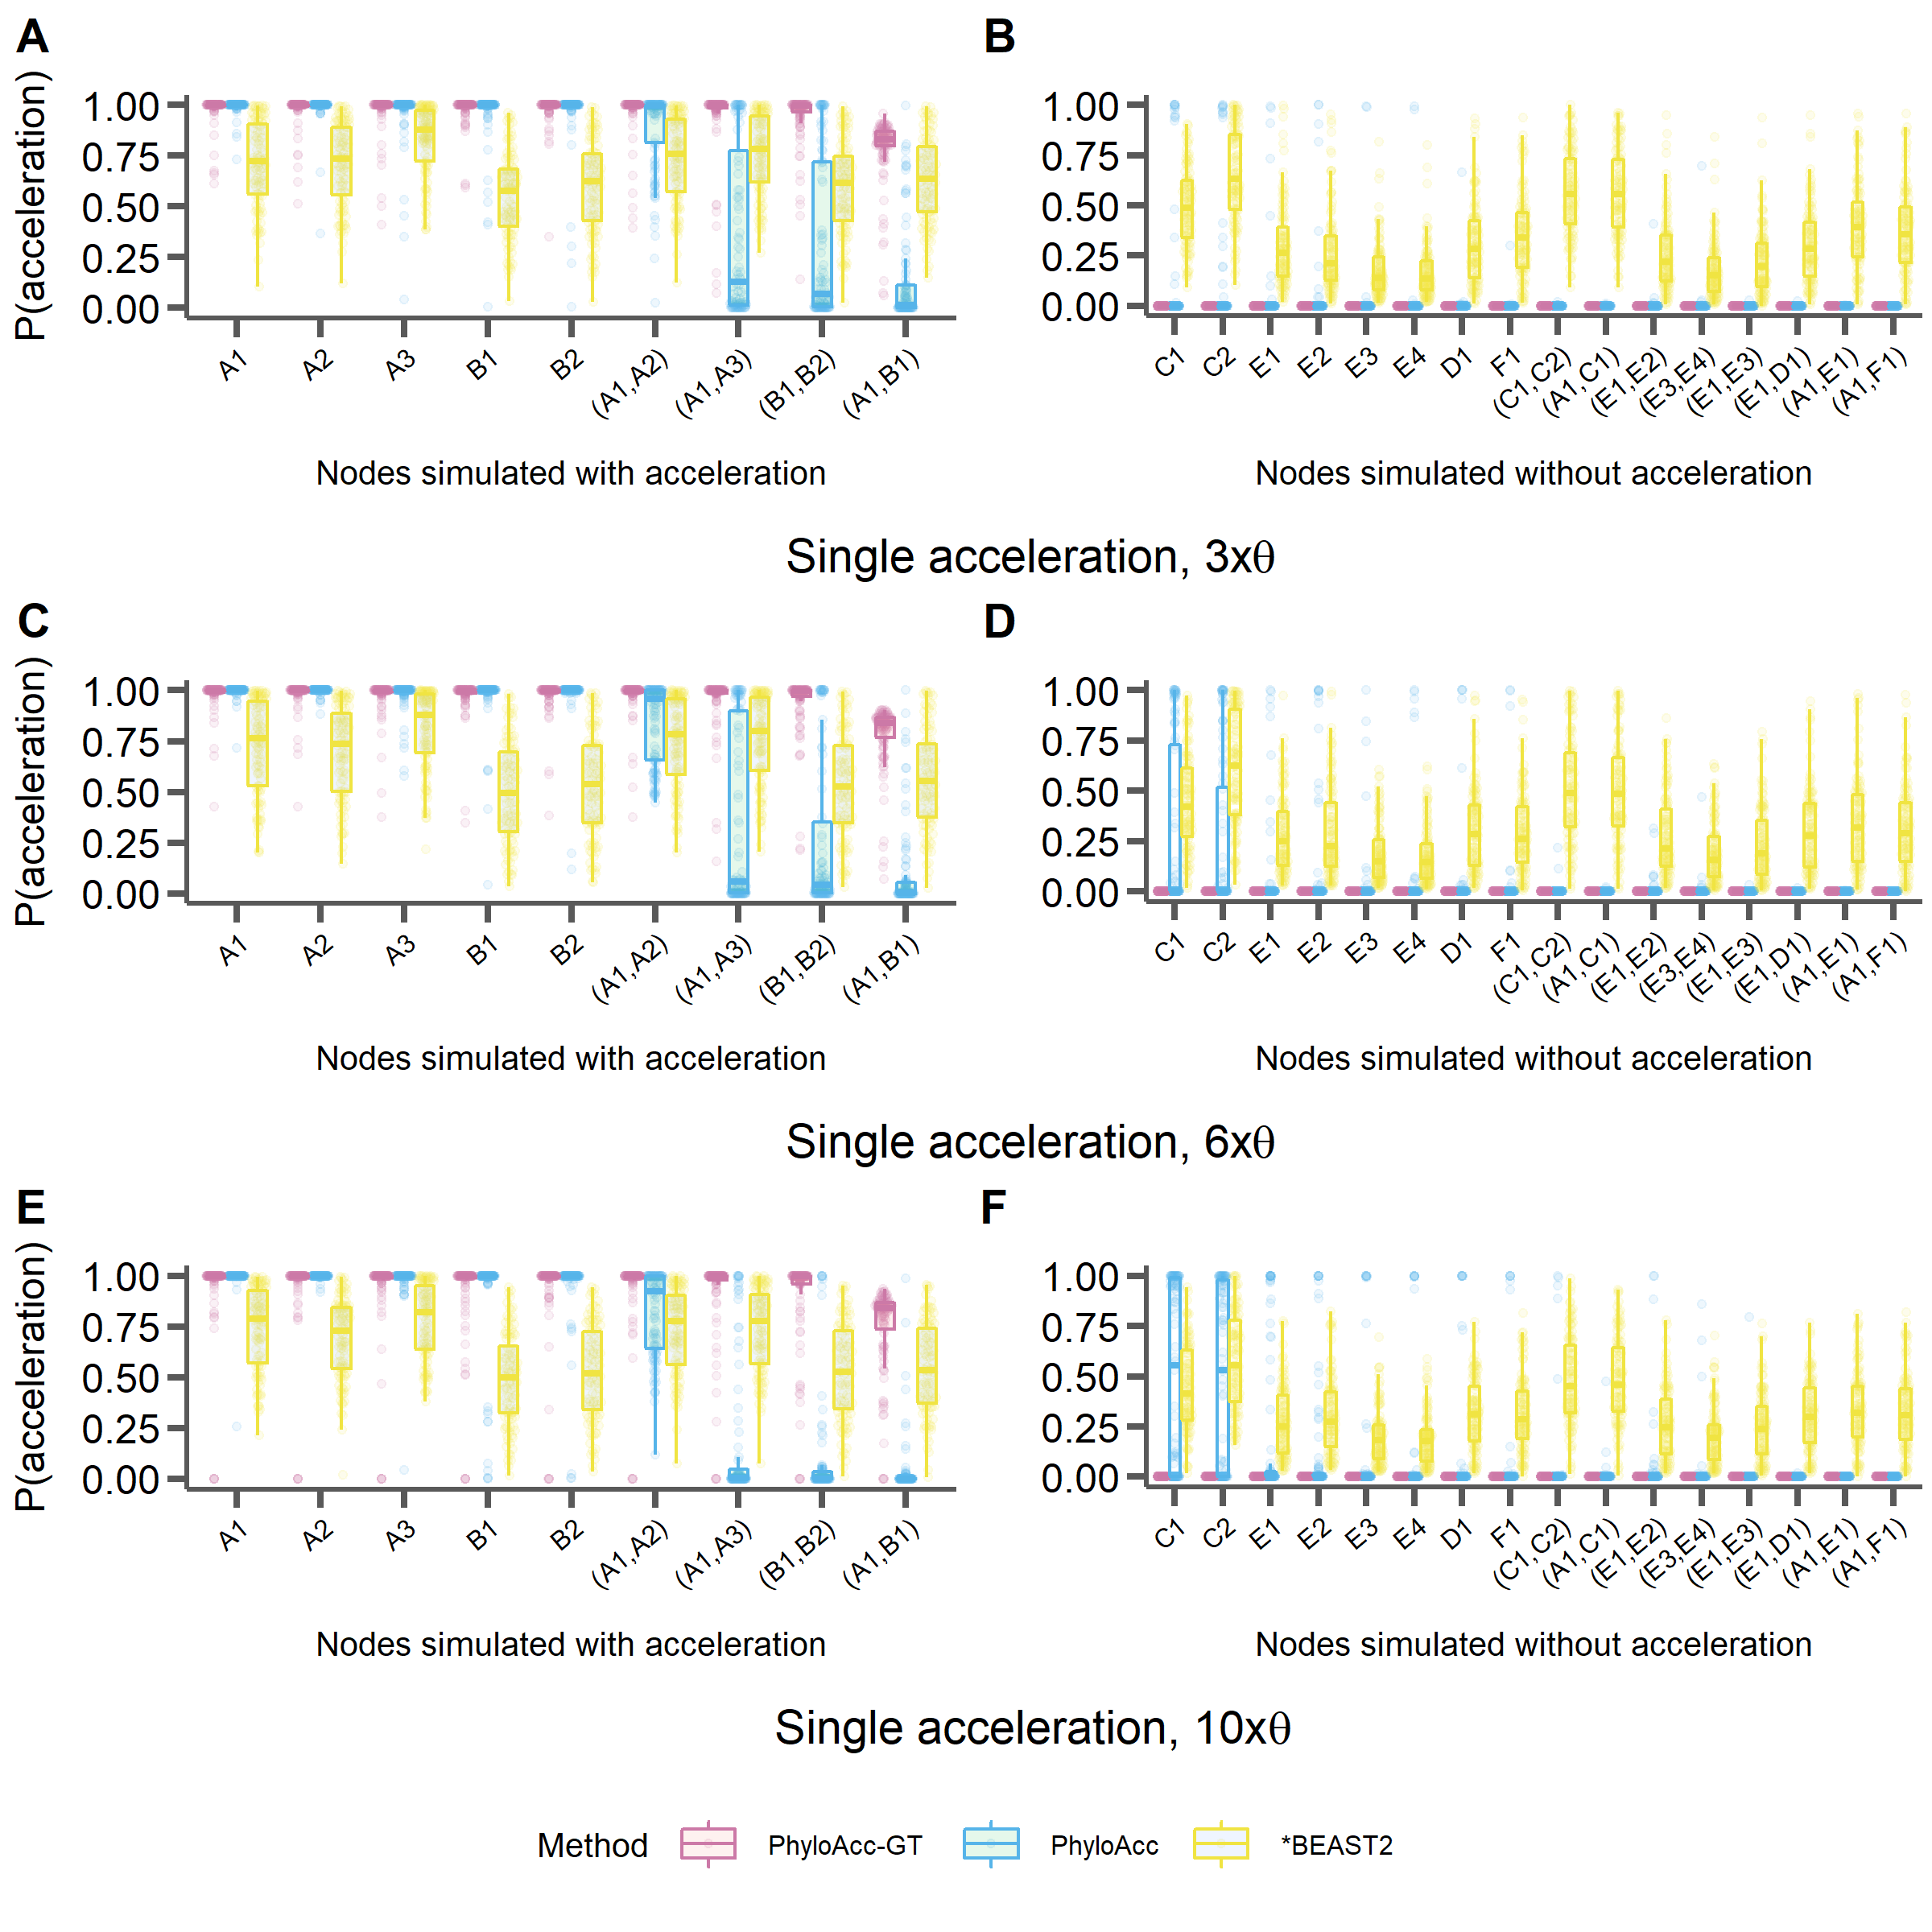 A
B
P(acceleration)
1.00
0.75
0.50
0.25
0.00
A1
A2
A3
B1
B2
(A1,A2)
(A1,A3)
(B1,B2)
(A1,B1)
Nodes simulated with acceleration
1.00
0.75
0.50
0.25
0.00
C1
C2
E1
E2
E3
E4
D1
F1
(C1,C2)
(A1,C1)
(E1,E2)
(E3,E4)
(E1,E3)
(E1,D1)
(A1,E1)
(A1,F1)
Nodes simulated without acceleration
Single acceleration, 3xθ
C
D
P(acceleration)
1.00
0.75
0.50
0.25
0.00
A1
A2
A3
B1
B2
(A1,A2)
(A1,A3)
(B1,B2)
(A1,B1)
Nodes simulated with acceleration
1.00
0.75
0.50
0.25
0.00
C1
C2
E1
E2
E3
E4
D1
F1
(C1,C2)
(A1,C1)
(E1,E2)
(E3,E4)
(E1,E3)
(E1,D1)
(A1,E1)
(A1,F1)
Nodes simulated without acceleration
Single acceleration, 6xθ
E
F
P(acceleration)
1.00
0.75
0.50
0.25
0.00
A1
A2
A3
B1
B2
(A1,A2)
(A1,A3)
(B1,B2)
(A1,B1)
Nodes simulated with acceleration
1.00
0.75
0.50
0.25
0.00
C1
C2
E1
E2
E3
E4
D1
F1
(C1,C2)
(A1,C1)
(E1,E2)
(E3,E4)
(E1,E3)
(E1,D1)
(A1,E1)
(A1,F1)
Nodes simulated without acceleration
Single acceleration, 10xθ
Method PhyloAcc-GT PhyloAcc *BEAST2